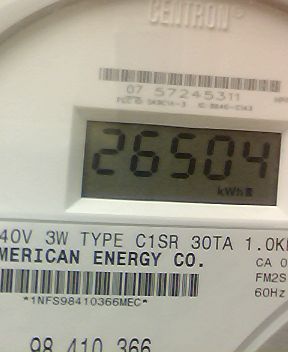 CENTRON®
07 57245311
26504
kWh
40V 3W TYPE C1SR 30TA 1.0K
MERICAN ENERGY CO.
CA 0
FM2S
60Hz
*1NFS98410366MEC*
98 410 366